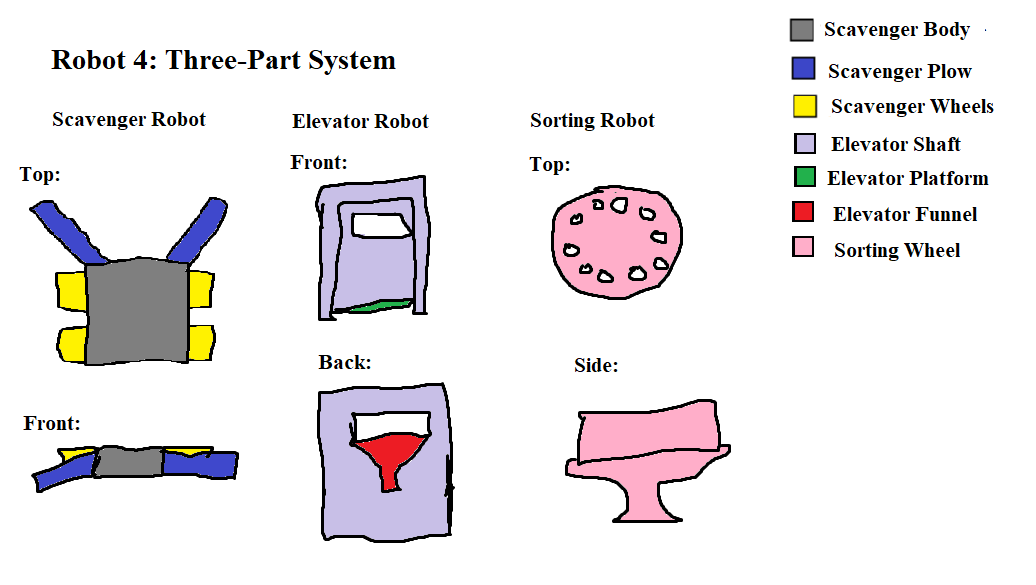 Robot 4: Three-Part System
Scavenger Robot
Top:
Front:
Elevator Robot
Front:
Back:
Sorting Robot
Top:
Side:
Scavenger Body
Scavenger Plow
Scavenger Wheels
Elevator Shaft
Elevator Platform
Elevator Funnel
Sorting Wheel